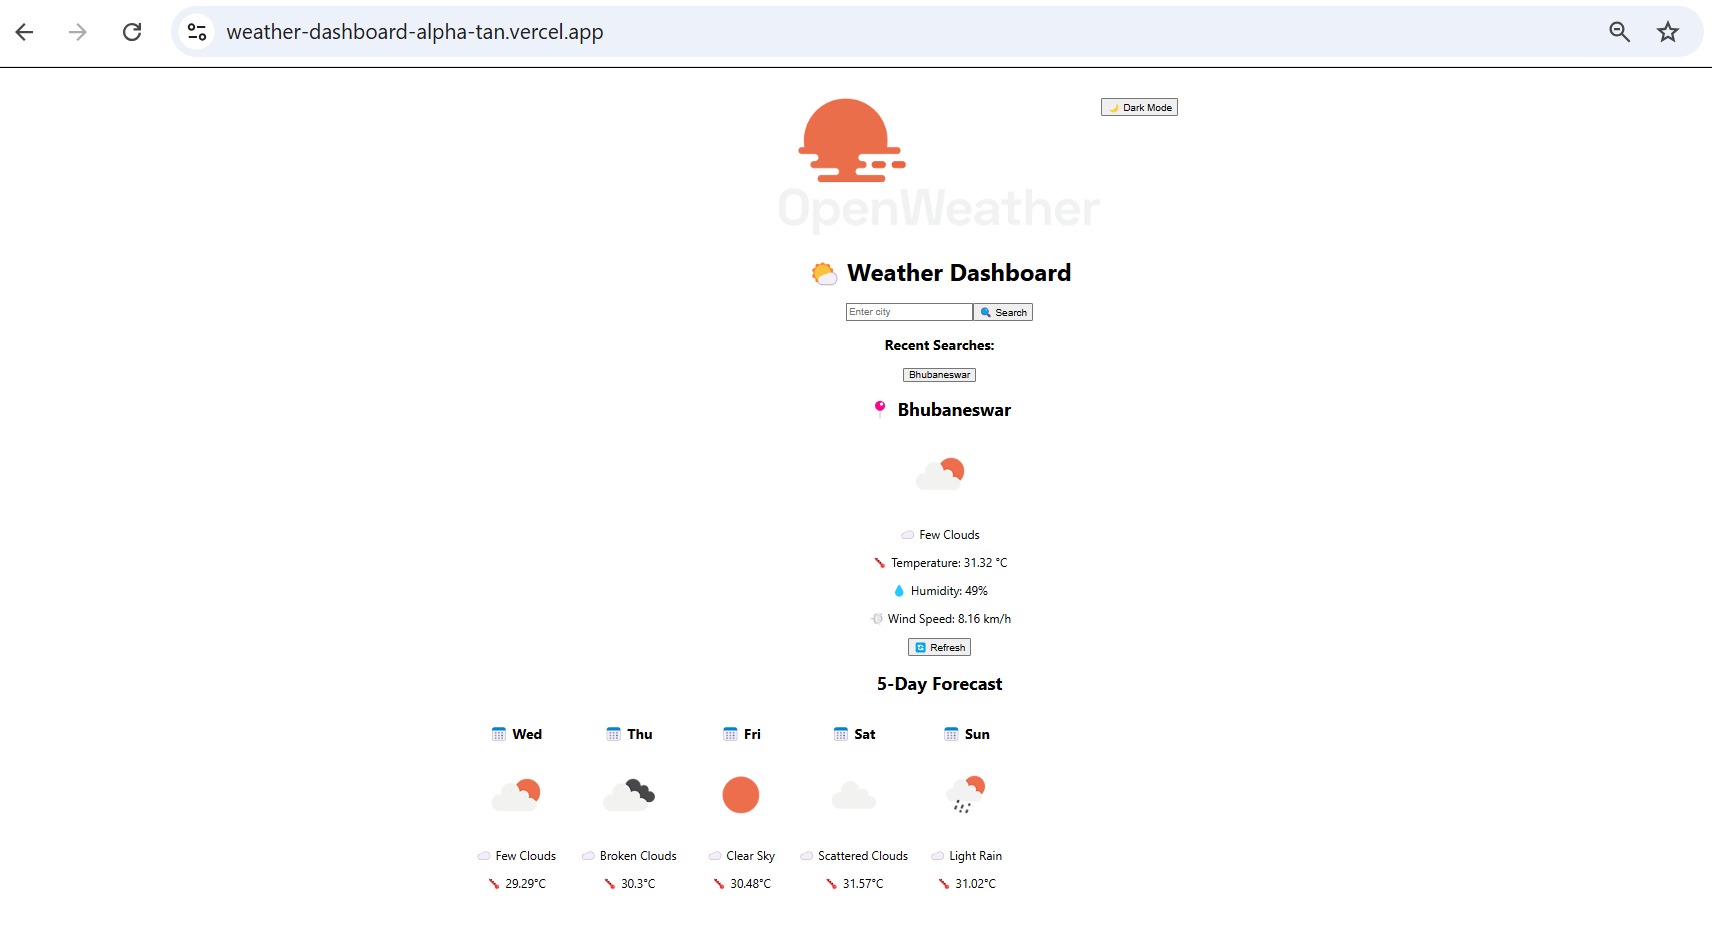 weather-dashboard-alpha-tan.vercel.app
Dark Mode
OpenWeather
Weather Dashboard
Enter city Search
Recent Searches:
Bhubaneswar
Bhubaneswar
Few Clouds
Temperature: 31.32 °C
Humidity: 49%
Wind Speed: 8.16 km/h
Refresh
5-Day Forecast
Wed Thu Fri Sat Sun
Few Clouds Broken Clouds Clear Sky Scattered Clouds Light Rain
29.29°C 30.3°C 30.48°C 31.57°C 31.02°C